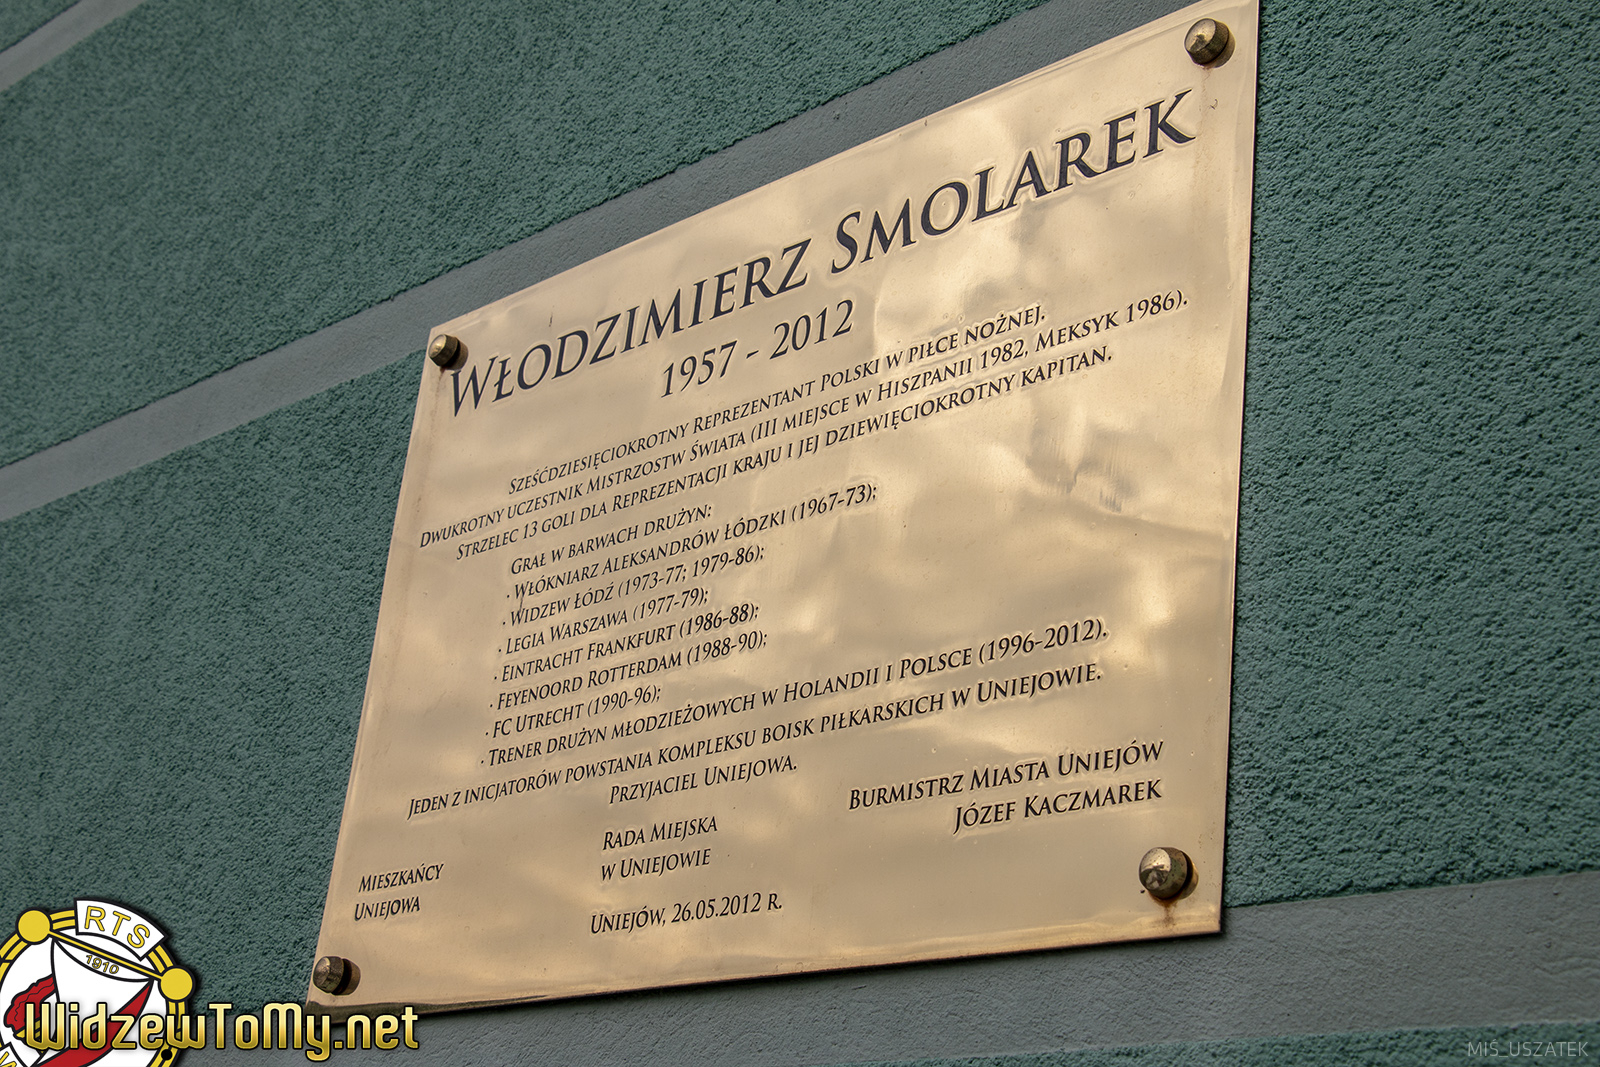 Włodzimierz Smolarek
1957 - 2012
Sześćdziesięciokrotny Reprezentant Polski w piłce nożnej.
Dwukrotny uczestnik Mistrzostw Świata (III miejsce w Hiszpanii 1982, Meksyk 1986).
Strzelec 13 goli dla Reprezentacji kraju i jej dziewięciokrotny kapitan.
Grał w barwach drużyn:
· Włókniarz Aleksandrów Łódzki (1967-73);
· Widzew Łódź (1973-77; 1979-86);
· Legia Warszawa (1977-79);
· Eintracht Frankfurt (1986-88);
· Feyenoord Rotterdam (1988-90);
· FC Utrecht (1990-96);
· Trener drużyn młodzieżowych w Holandii i Polsce (1996-2012).
Jeden z inicjatorów powstania kompleksu boisk piłkarskich w Uniejowie.
Przyjaciel Uniejowa.
Burmistrz Miasta Uniejów
Józef Kaczmarek
Rada Miejska
w Uniejowie
Mieszkańcy
Uniejowa
Uniejów, 26.05.2012 r.
RTS
1910
WidzewToMy.net
MIŚ_USZATEK